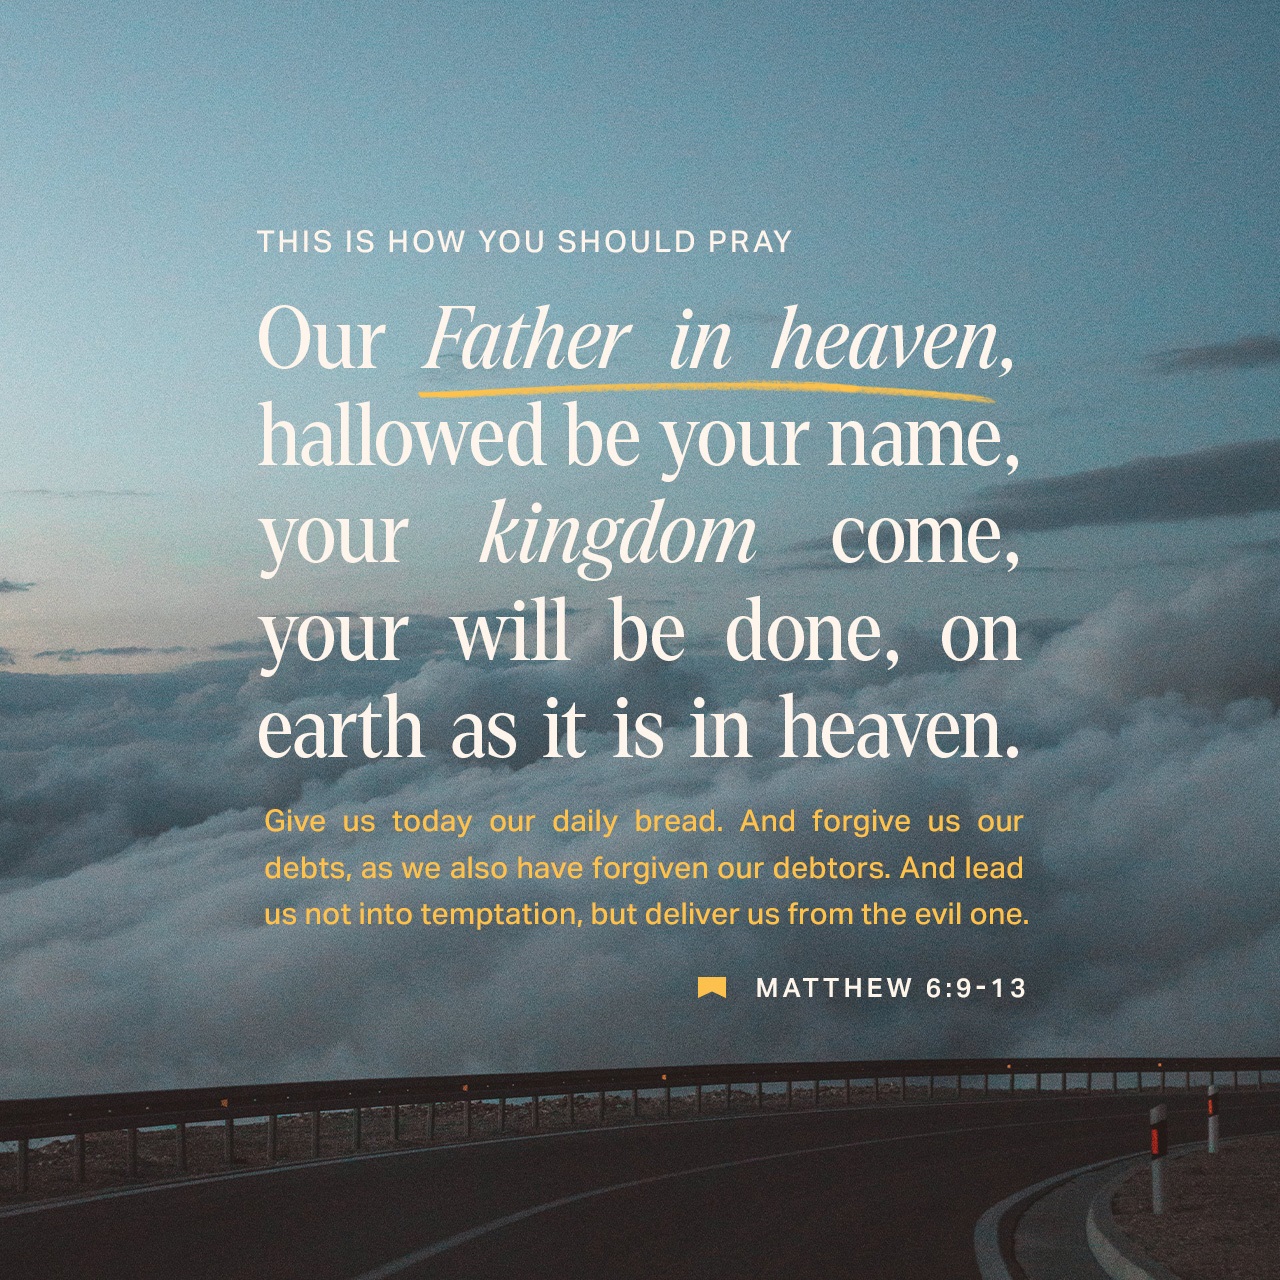 THIS IS HOW YOU SHOULD PRAY
Our Father in heaven,
hallowed be your name,
your kingdom come,
your will be done, on
earth as it is in heaven.
Give us today our daily bread. And forgive us our
debts, as we also have forgiven our debtors. And lead
us not into temptation, but deliver us from the evil one.
MATTHEW 6:9-13